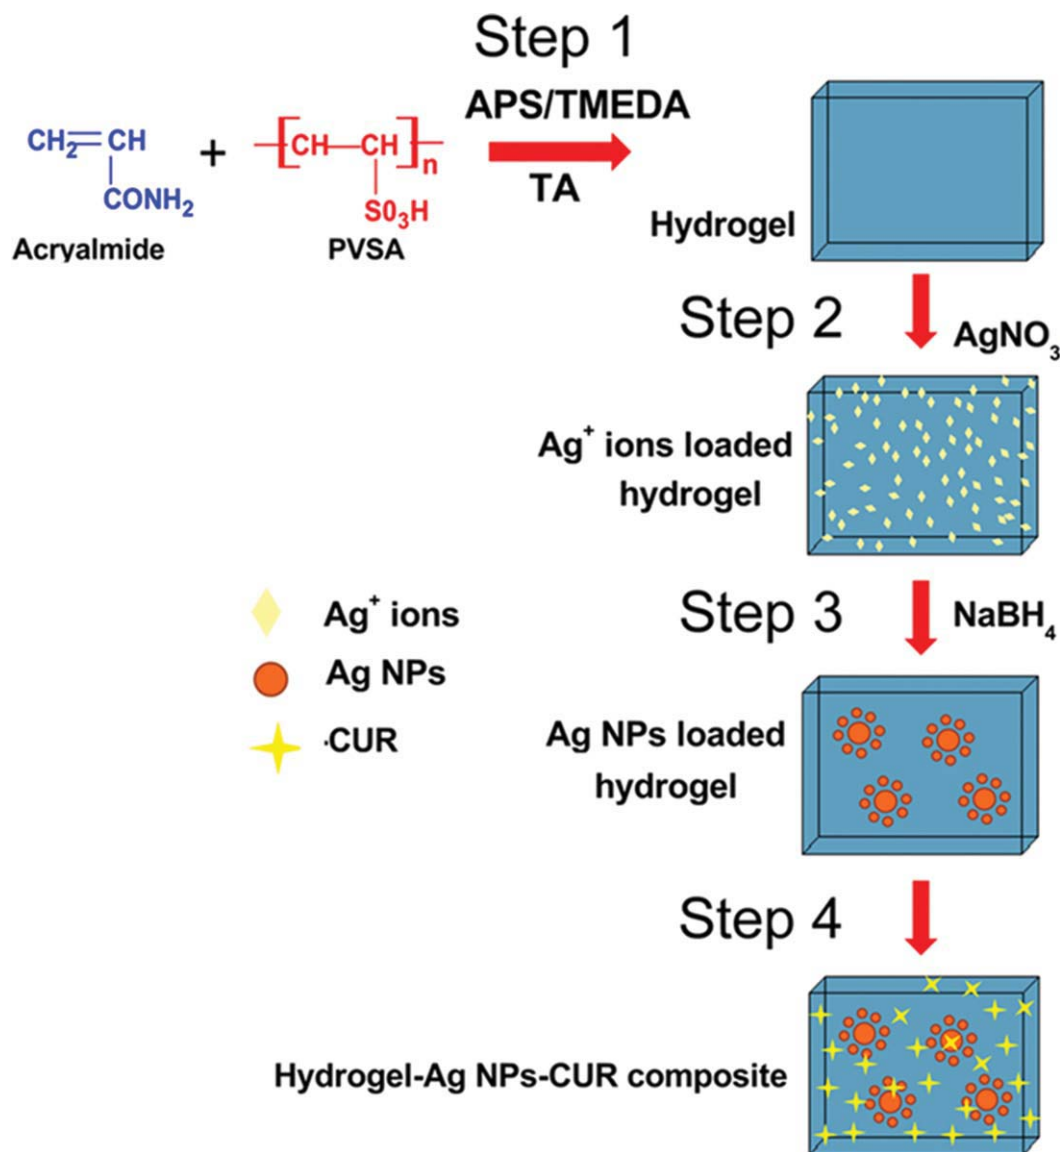 Step 1
APS/TMEDA
TA
CH2=CH
CONH2
Acryalmide
+
[CH—CH]n
SO3H
PVSA
Hydrogel
Step 2
AgNO3
Ag+ ions loaded
hydrogel
Step 3
NaBH4
Ag+ ions
Ag NPs
·CUR
Ag NPs loaded
hydrogel
Step 4
Hydrogel-Ag NPs-CUR composite